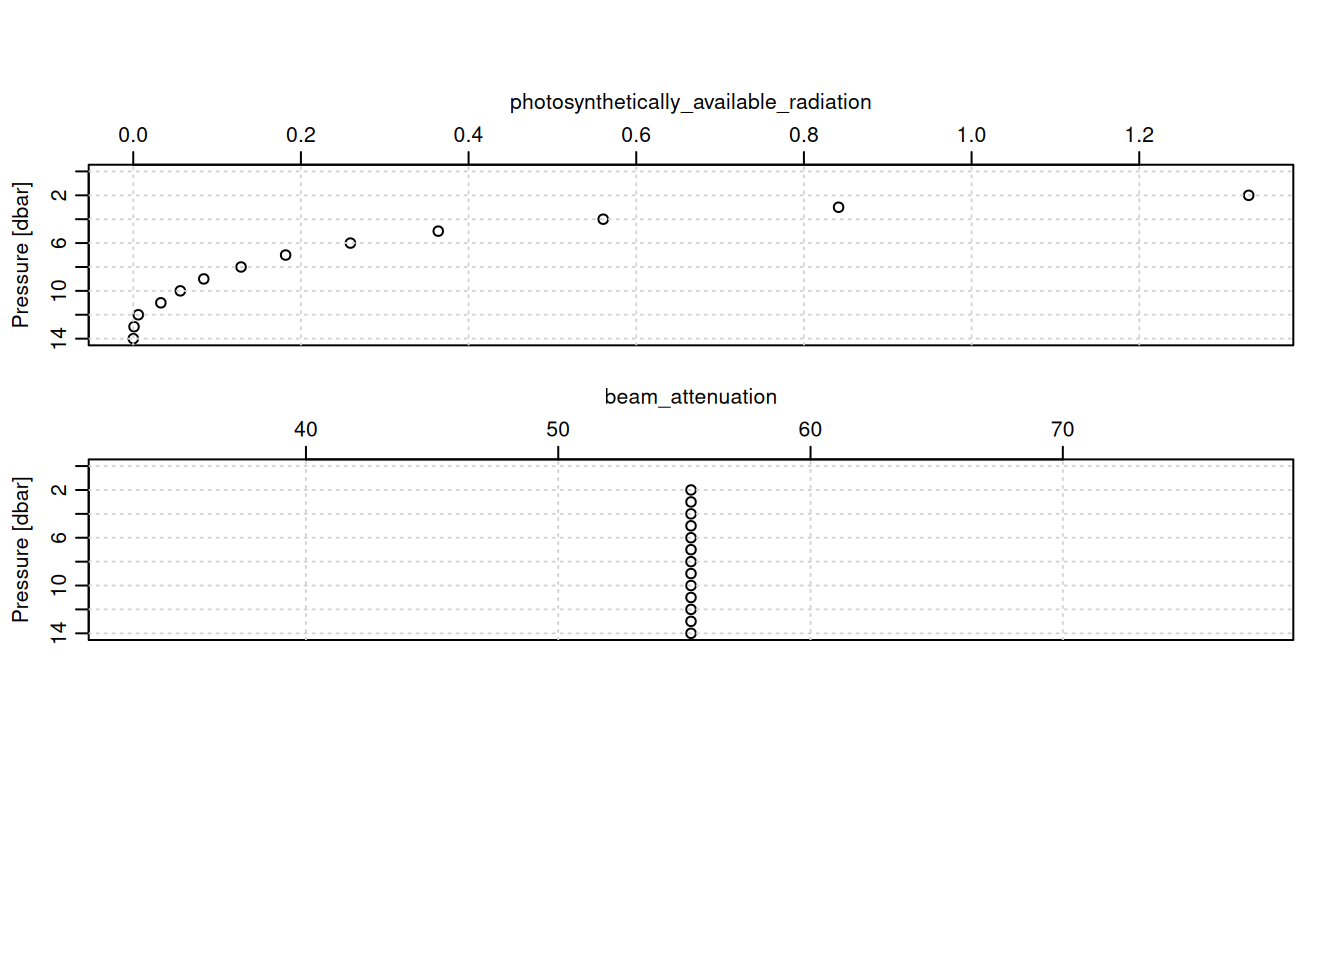 photosynthetically_available_radiation
0.0 0.2 0.4 0.6 0.8 1.0 1.2
Pressure [dbar]
2
6
10
14
beam_attenuation
40 50 60 70
Pressure [dbar]
2
6
10
14